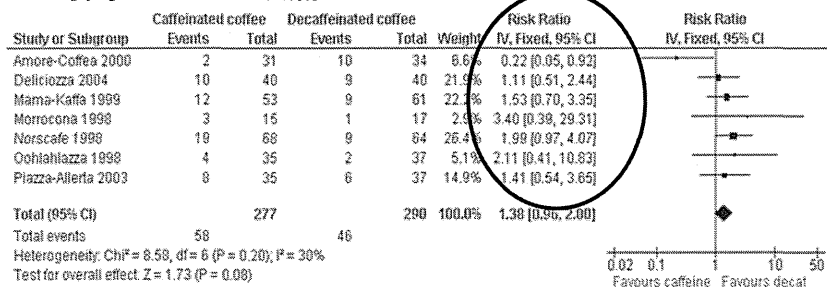 Caffeinated coffee Decaffeinated coffee Risk Ratio Risk Ratio
Study or Subgroup Events Total Events Total Weight IV, Fixed, 95% CI IV, Fixed, 95% CI
Amore-Coffea 2000 2 31 10 34 6.6% 0.22 [0.05, 0.92]
Deliciozza 2004 10 40 9 40 21.9% 1.11 [0.51, 2.44]
Mama-Kaffa 1999 12 53 9 61 22.2% 1.53 [0.70, 3.35]
Morrocona 1998 3 15 1 17 2.9% 3.40 [0.39, 29.31]
Norscafe 1998 19 68 9 64 26.4% 1.99 [0.97, 4.07]
Oohlahlazza 1998 4 35 2 37 5.1% 2.11 [0.41, 10.83]
Piazza-Allerta 2003 8 35 6 37 14.9% 1.41 [0.54, 3.65]
Total (95% CI) 277 290 100.0% 1.38 [0.96, 2.00]
Total events 58 46
Heterogeneity: Chi² = 8.58, df = 6 (P = 0.20); I² = 30%
Test for overall effect: Z = 1.73 (P = 0.08)
0.02 0.1 1 10 50
Favours caffeine Favours decaf